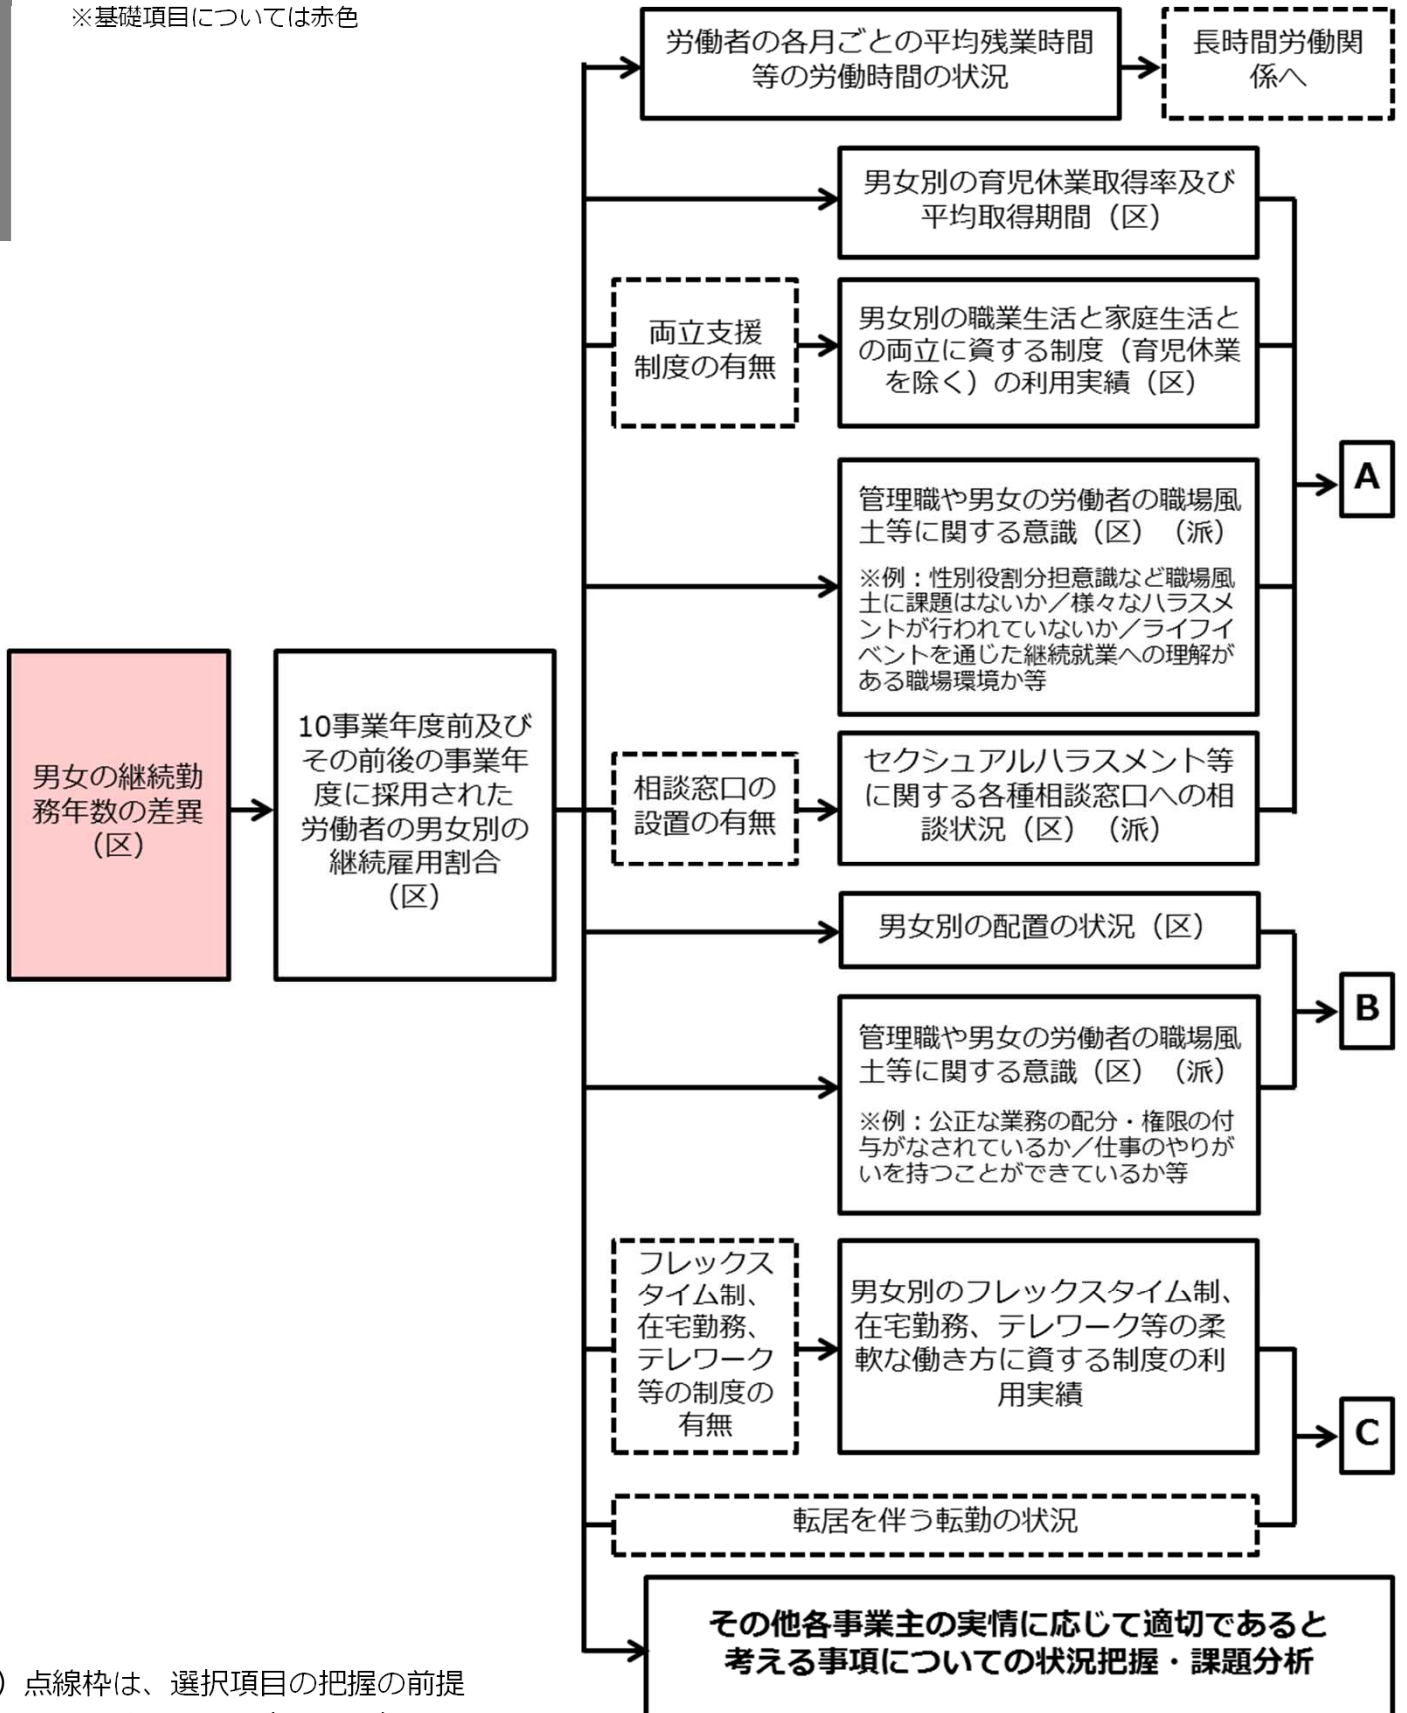 ※基礎項目については赤色
労働者の各月ごとの平均残業時間
等の労働時間の状況
長時間労働関
係へ
男女別の育児休業取得率及び
平均取得期間（区）
両立支援
制度の有無
男女別の職業生活と家庭生活と
の両立に資する制度（育児休業
を除く）の利用実績（区）
管理職や男女の労働者の職場風
土等に関する意識（区）（派）
※例：性別役割分担意識など職場風
土に課題はないか／様々なハラスメ
ントが行われていないか／ライフイ
ベントを通じた継続就業への理解が
ある職場環境か等
A
男女の継続勤
務年数の差異
（区）
10事業年度前及び
その前後の事業年
度に採用された
労働者の男女別の
継続雇用割合
（区）
相談窓口の
設置の有無
セクシュアルハラスメント等
に関する各種相談窓口への相
談状況（区）（派）
男女別の配置の状況（区）
管理職や男女の労働者の職場風
土等に関する意識（区）（派）
※例：公正な業務の配分・権限の付
与がなされているか／仕事のやりが
いを持つことができているか等
B
フレックス
タイム制、
在宅勤務、
テレワーク
等の制度の
有無
男女別のフレックスタイム制、
在宅勤務、テレワーク等の柔
軟な働き方に資する制度の利
用実績
転居を伴う転勤の状況
C
その他各事業主の実情に応じて適切であると
考える事項についての状況把握・課題分析
）点線枠は、選択項目の把握の前提